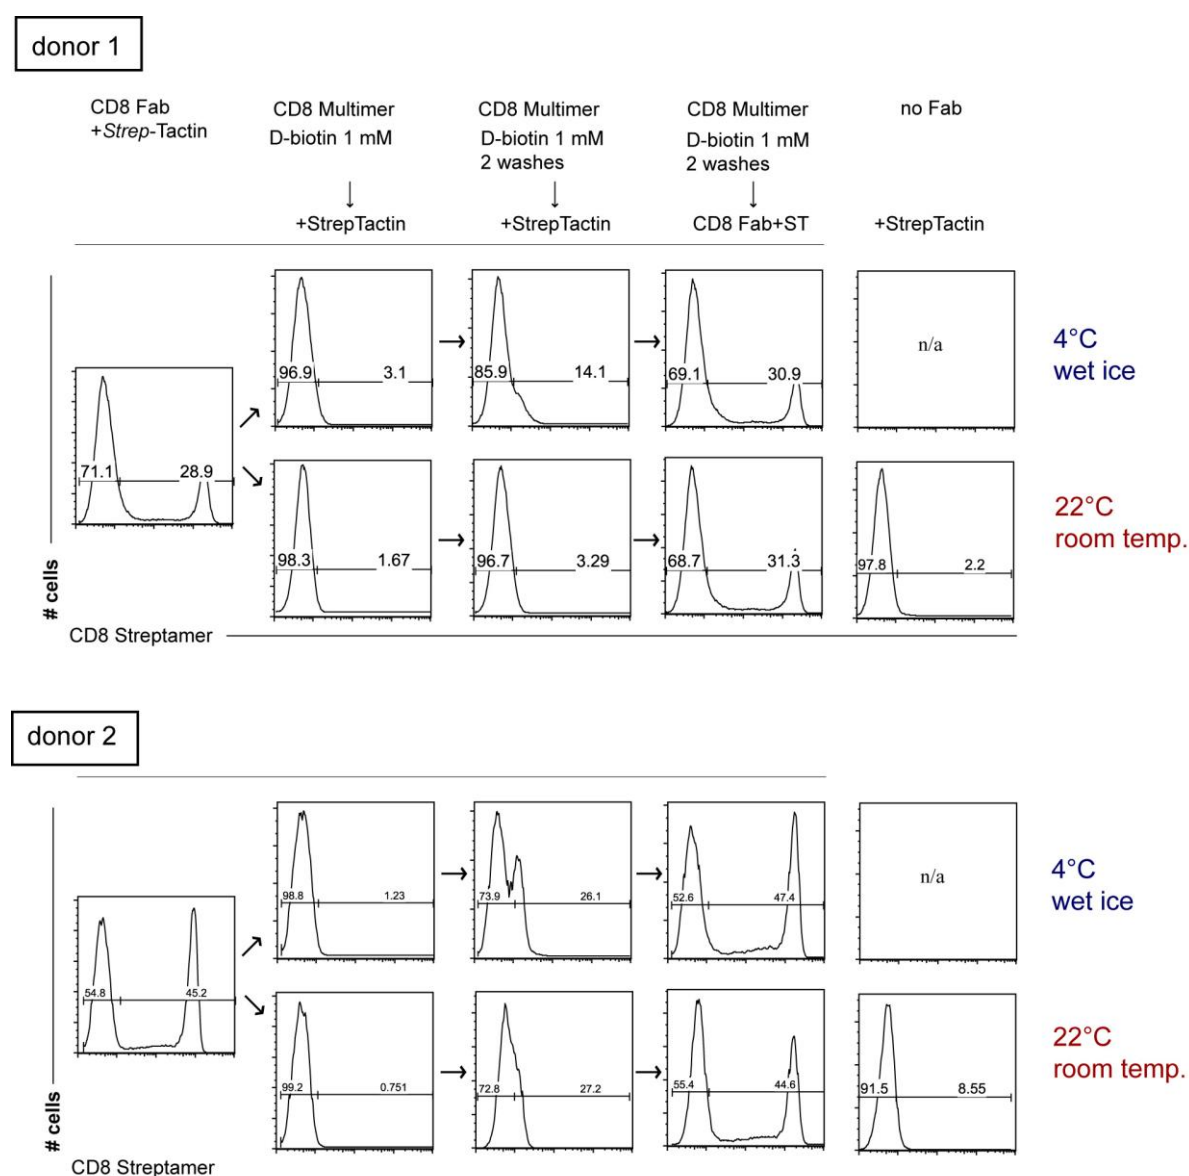 donor 1
CD8 Fab
+Strep-Tactin
CD8 Multimer
D-biotin 1 mM
+StrepTactin
CD8 Multimer
D-biotin 1 mM
2 washes
+StrepTactin
CD8 Multimer
D-biotin 1 mM
2 washes
CD8 Fab+ST
no Fab
+StrepTactin
71.1 28.9
96.9 3.1
85.9 14.1
69.1 30.9
n/a
4°C
wet ice
98.3 1.67
96.7 3.29
68.7 31.3
97.8 2.2
22°C
room temp.
# cells
CD8 Streptamer
donor 2
54.8 45.2
98.8 1.23
73.9 26.1
52.6 47.4
n/a
4°C
wet ice
99.2 0.751
72.8 27.2
55.4 44.6
91.5 8.55
22°C
room temp.
# cells
CD8 Streptamer